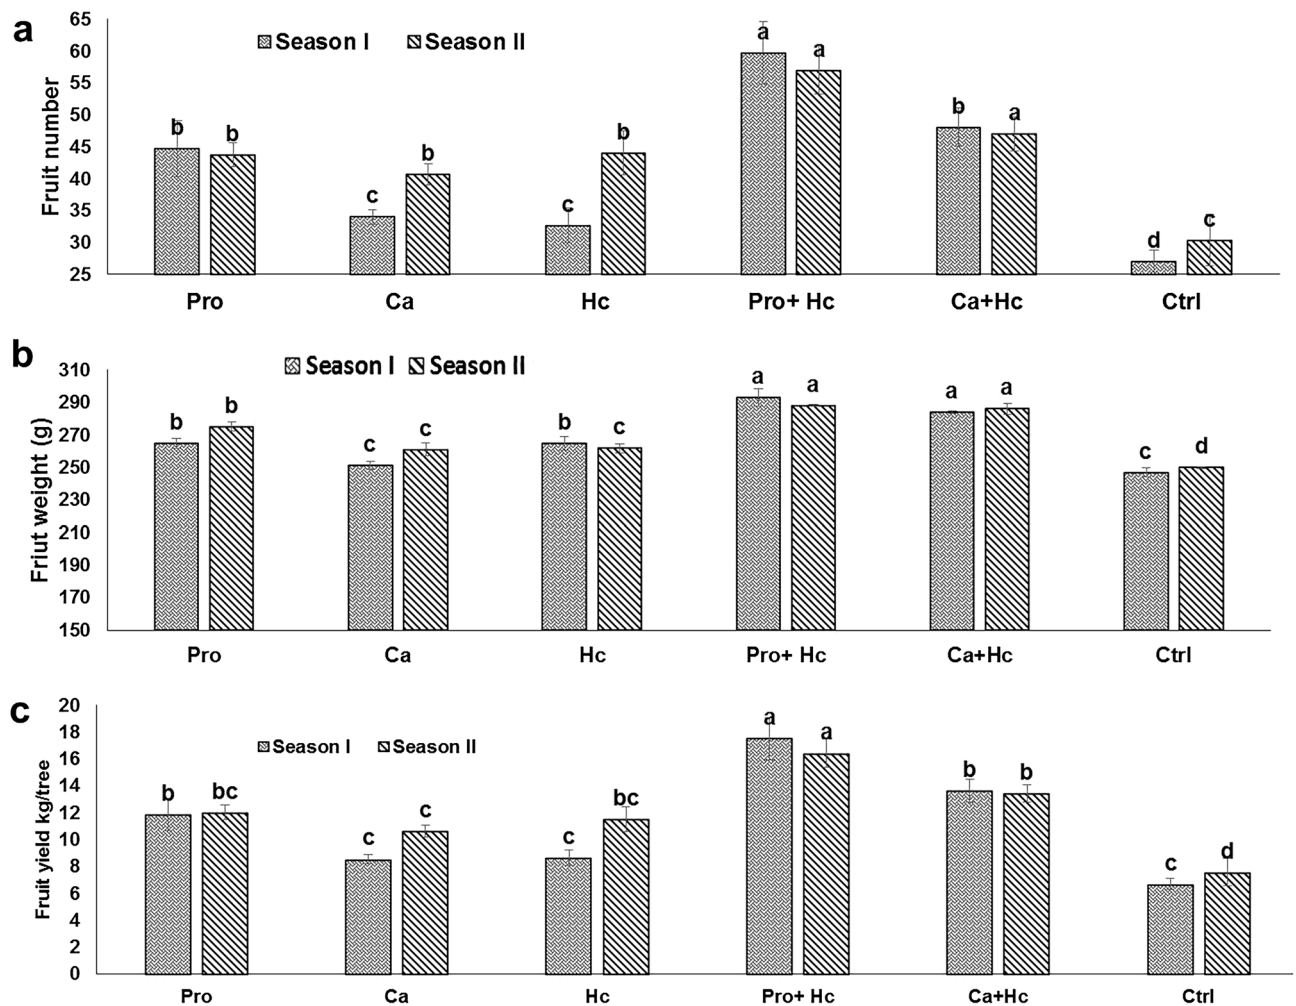 a
Season I Season II
Fruit number
65
60
55
50
45
40
35
30
25
b b c b c b a a b a d c
Pro Ca Hc Pro+ Hc Ca+Hc Ctrl
b
Season I Season II
Friut weight (g)
310
290
270
250
230
210
190
170
150
b b c c b c a a a a c d
Pro Ca Hc Pro+ Hc Ca+Hc Ctrl
c
Season I Season II
Fruit yield kg/tree
20
18
16
14
12
10
8
6
4
2
0
b bc c c c bc a a b b c d
Pro Ca Hc Pro+ Hc Ca+Hc Ctrl